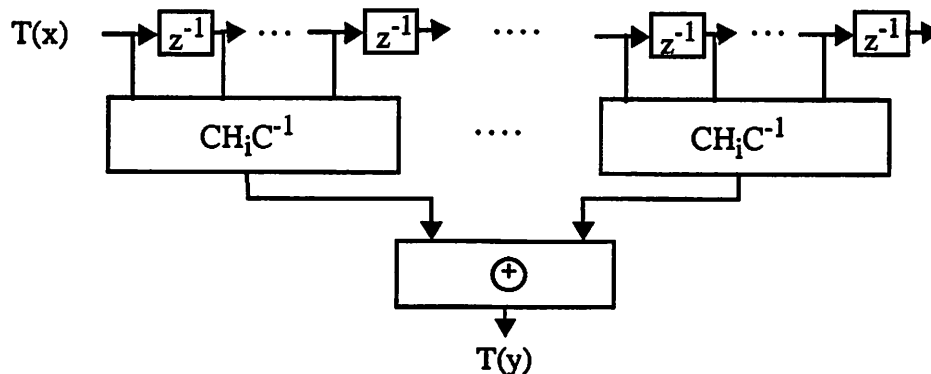 T(x) z⁻¹ ... z⁻¹ .... z⁻¹ ... z⁻¹
CHᵢC⁻¹ .... CHᵢC⁻¹
+
T(y)